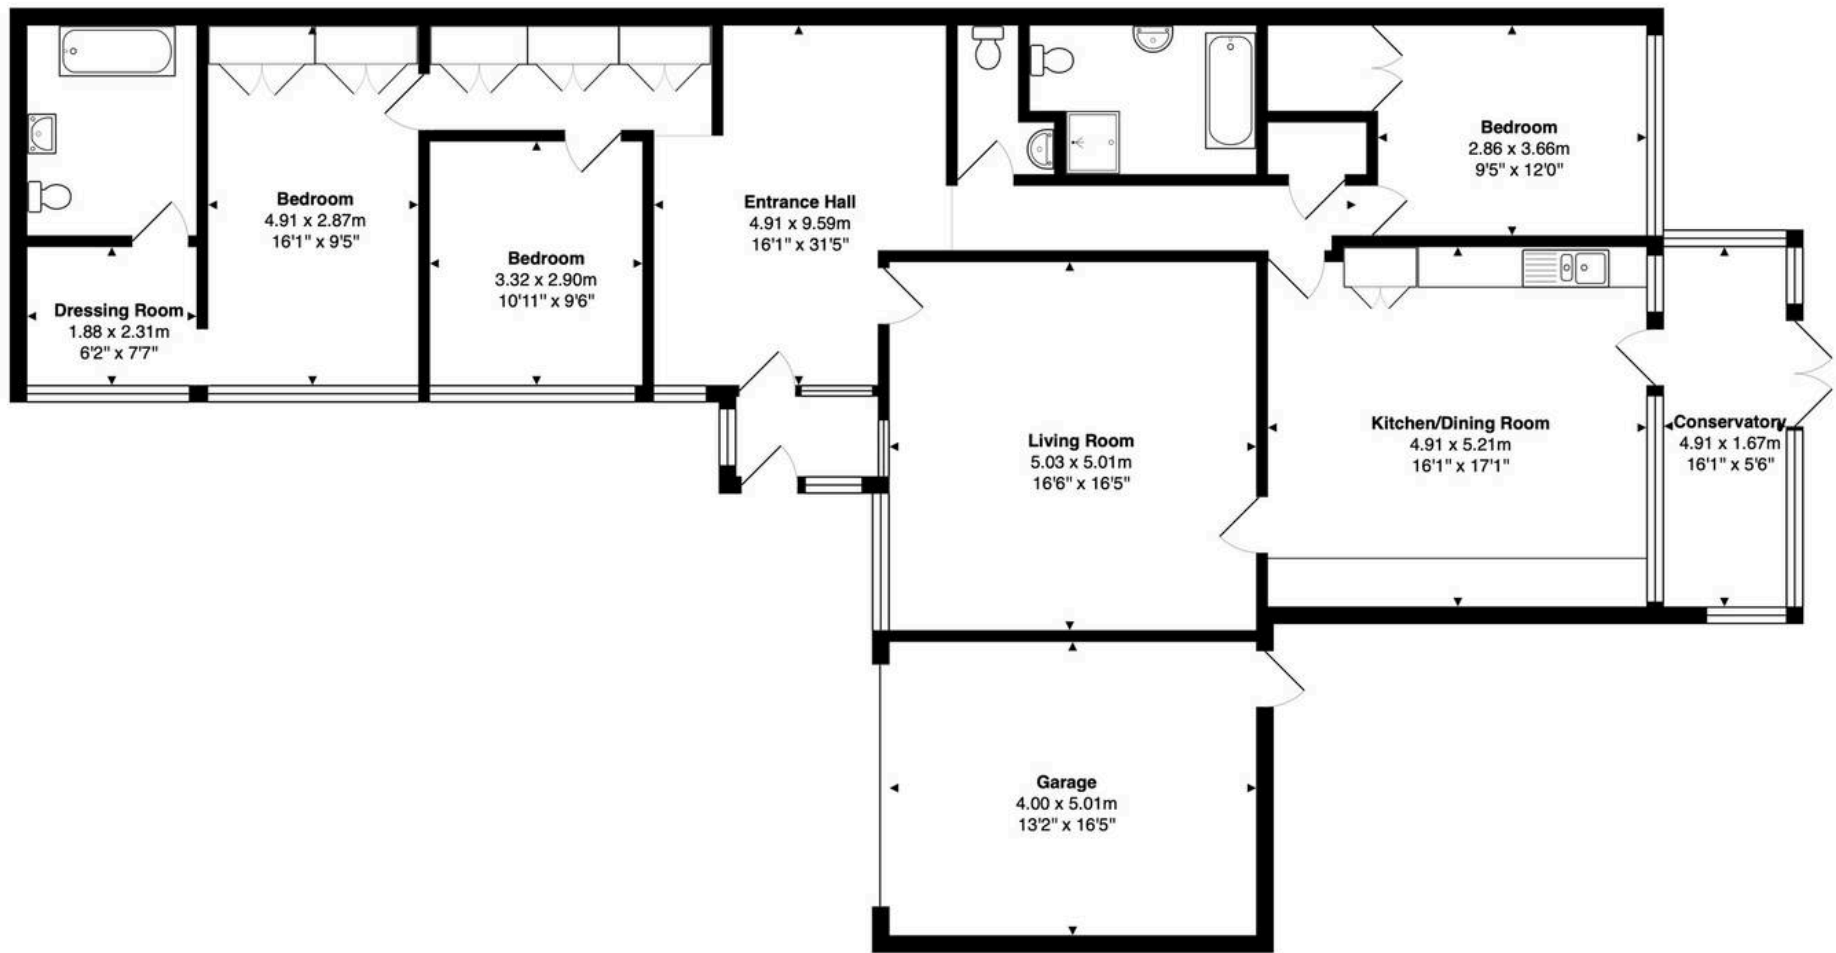 Bedroom
4.91 x 2.87m
16'1" x 9'5"
Dressing Room
1.88 x 2.31m
6'2" x 7'7"
Bedroom
3.32 x 2.90m
10'11" x 9'6"
Entrance Hall
4.91 x 9.59m
16'1" x 31'5"
Bedroom
2.86 x 3.66m
9'5" x 12'0"
Living Room
5.03 x 5.01m
16'6" x 16'5"
Kitchen/Dining Room
4.91 x 5.21m
16'1" x 17'1"
Conservatory
4.91 x 1.67m
16'1" x 5'6"
Garage
4.00 x 5.01m
13'2" x 16'5"